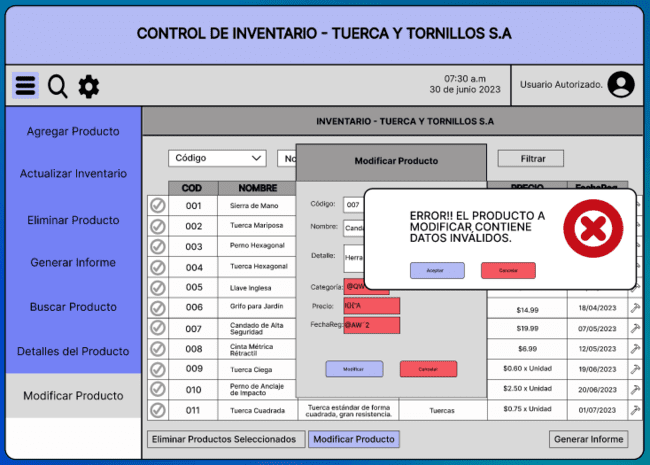 CONTROL DE INVENTARIO - TUERCA Y TORNILLOS S.A
07:30 a.m
30 de junio 2023
Usuario Autorizado.
Agregar Producto
Actualizar Inventario
Eliminar Producto
Generar Informe
Buscar Producto
Detalles del Producto
Modificar Producto
INVENTARIO - TUERCA Y TORNILLOS S.A
Código
Filtrar
COD NOMBRE PRECIO FechaReg
001 Sierra de Mano
002 Tuerca Mariposa
003 Perno Hexagonal
004 Tuerca Hexagonal
005 Llave Inglesa
006 Grifo para Jardín $14.99 18/04/2023
007 Candado de Alta Seguridad $19.99 07/05/2023
008 Cinta Métrica Rétractil $6.99 12/05/2023
009 Tuerca Ciega $0.60 x Unidad 19/06/2023
010 Perno de Anclaje de Impacto $2.50 x Unidad 20/06/2023
011 Tuerca Cuadrada Tuerca estándar de forma cuadrada, gran resistencia. Tuercas $0.75 x Unidad 01/07/2023
Modificar Producto
Código: 007
Nombre: Canda
Detalle: Herra
Categoría: @QW
Precio:
FechaReg: @AW¨2
Modificar
Cancelar
ERROR!! EL PRODUCTO A
MODIFICAR CONTIENE
DATOS INVÁLIDOS.
Aceptar
Cancelar
Eliminar Productos Seleccionados
Modificar Producto
Generar Informe